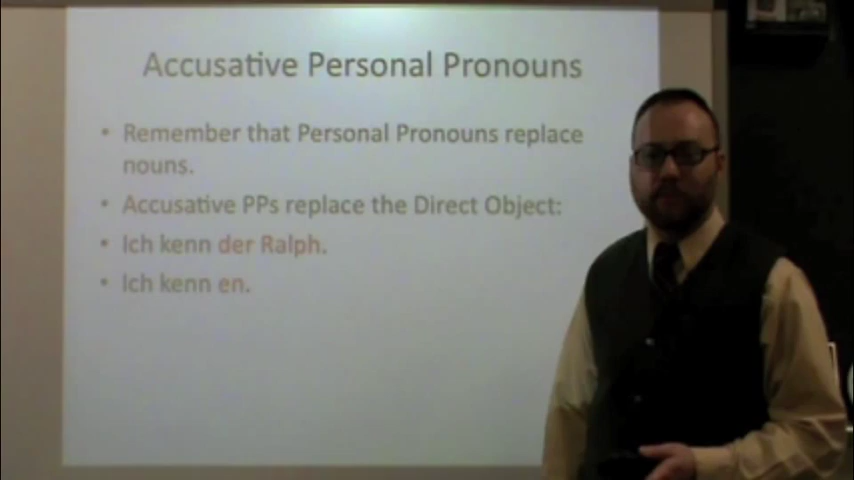 Accusative Personal Pronouns
• Remember that Personal Pronouns replace
nouns.
• Accusative PPs replace the Direct Object:
• Ich kenn der Ralph.
• Ich kenn en.